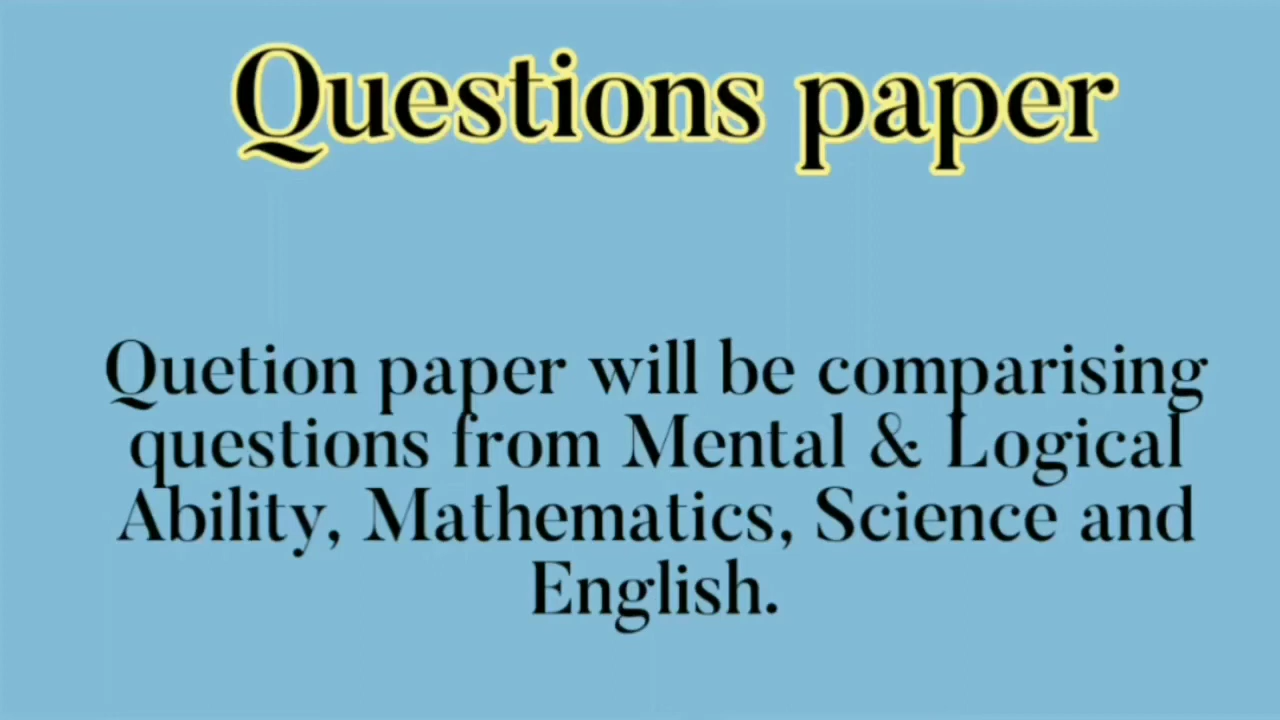 Questions paper
Quetion paper will be comparising
questions from Mental & Logical
Ability, Mathematics, Science and
English.